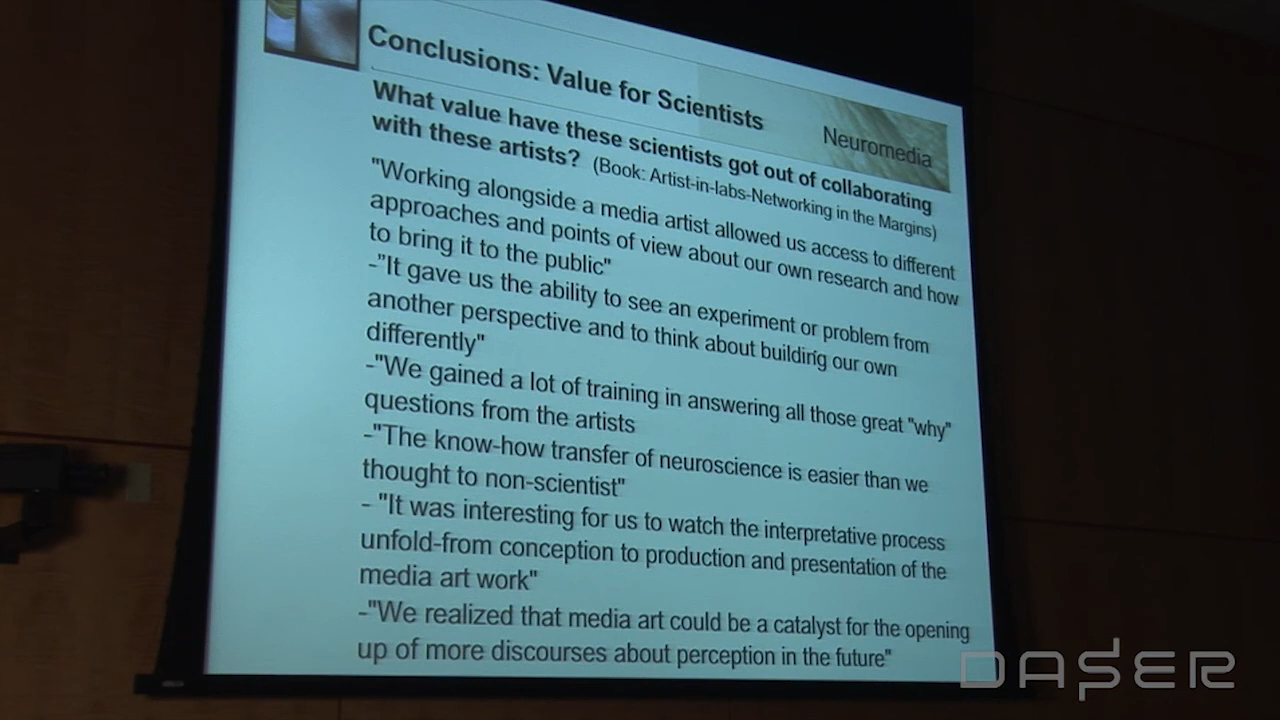 Conclusions: Value for Scientists
Neuromedia
What value have these scientists got out of collaborating
with these artists? (Book: Artist-in-labs-Networking in the Margins)
"Working alongside a media artist allowed us access to different
approaches and points of view about our own research and how
to bring it to the public"
-"It gave us the ability to see an experiment or problem from
another perspective and to think about building our own
differently"
-"We gained a lot of training in answering all those great "why"
questions from the artists
-"The know-how transfer of neuroscience is easier than we
thought to non-scientist"
- "It was interesting for us to watch the interpretative process
unfold-from conception to production and presentation of the
media art work"
-"We realized that media art could be a catalyst for the opening
up of more discourses about perception in the future"
DASER